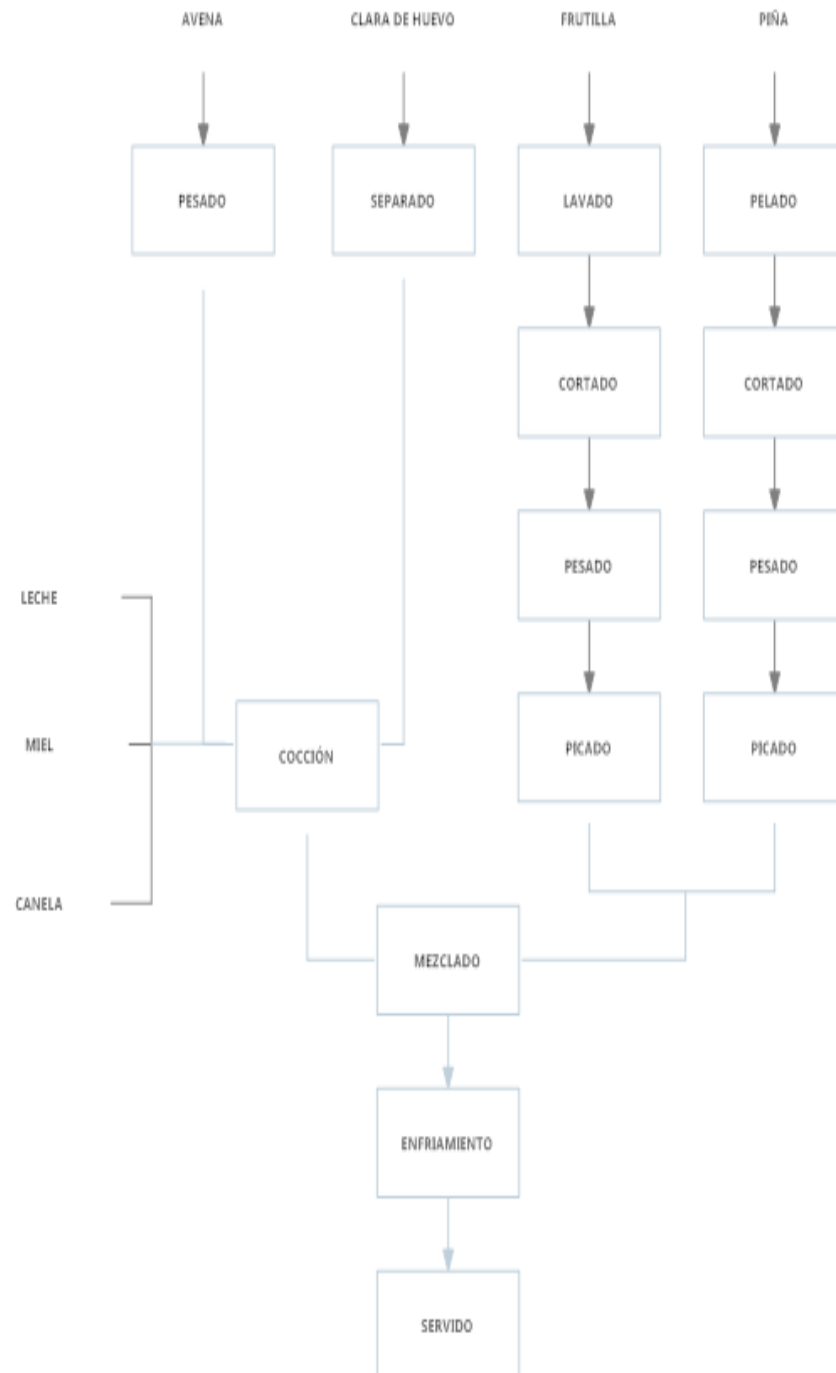 AVENA
CLARA DE HUEVO
FRUTILLA
PIÑA
PESADO
SEPARADO
LAVADO
PELADO
CORTADO
CORTADO
PESADO
PESADO
LECHE
MIEL
COCCIÓN
PICADO
PICADO
CANELA
MEZCLADO
ENFRIAMIENTO
SERVIDO